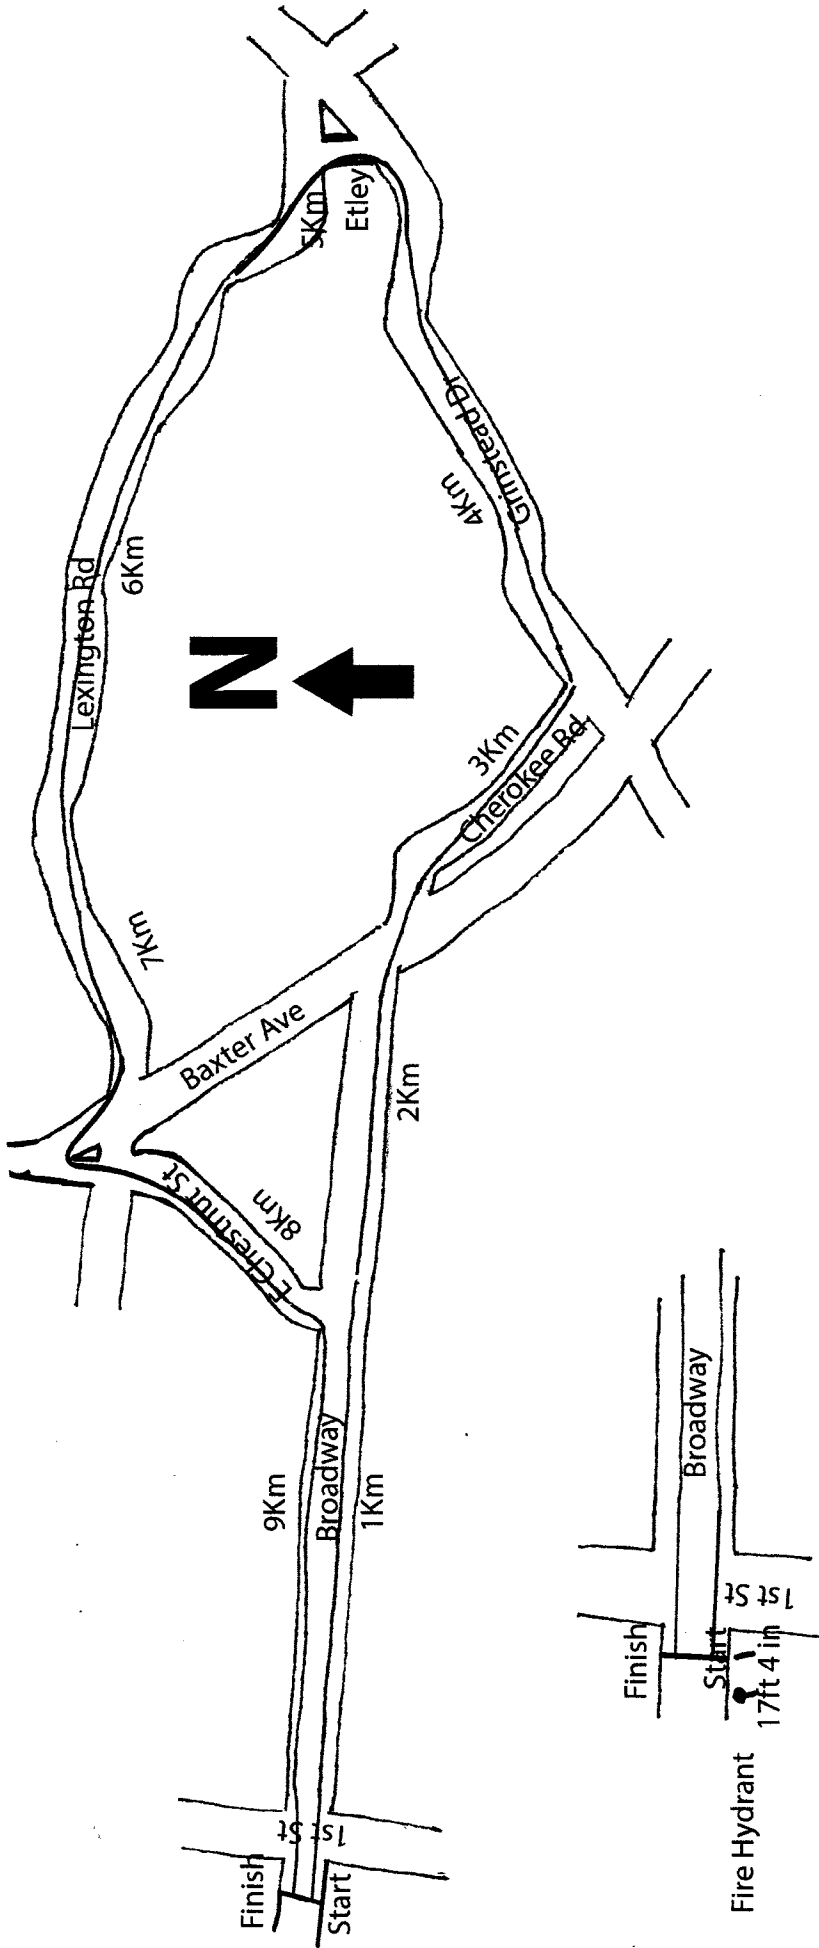 Finish
Start
1st St
Broadway
1Km
9Km
2Km
Baxter Ave
E Chestnut St
8Km
7Km
Cherokee Rd
3Km
N
Lexington Rd
6Km
4Km
Grinstead Dr
5Km
Etley
Finish
Start
1st St
Broadway
17ft 4 in
Fire Hydrant